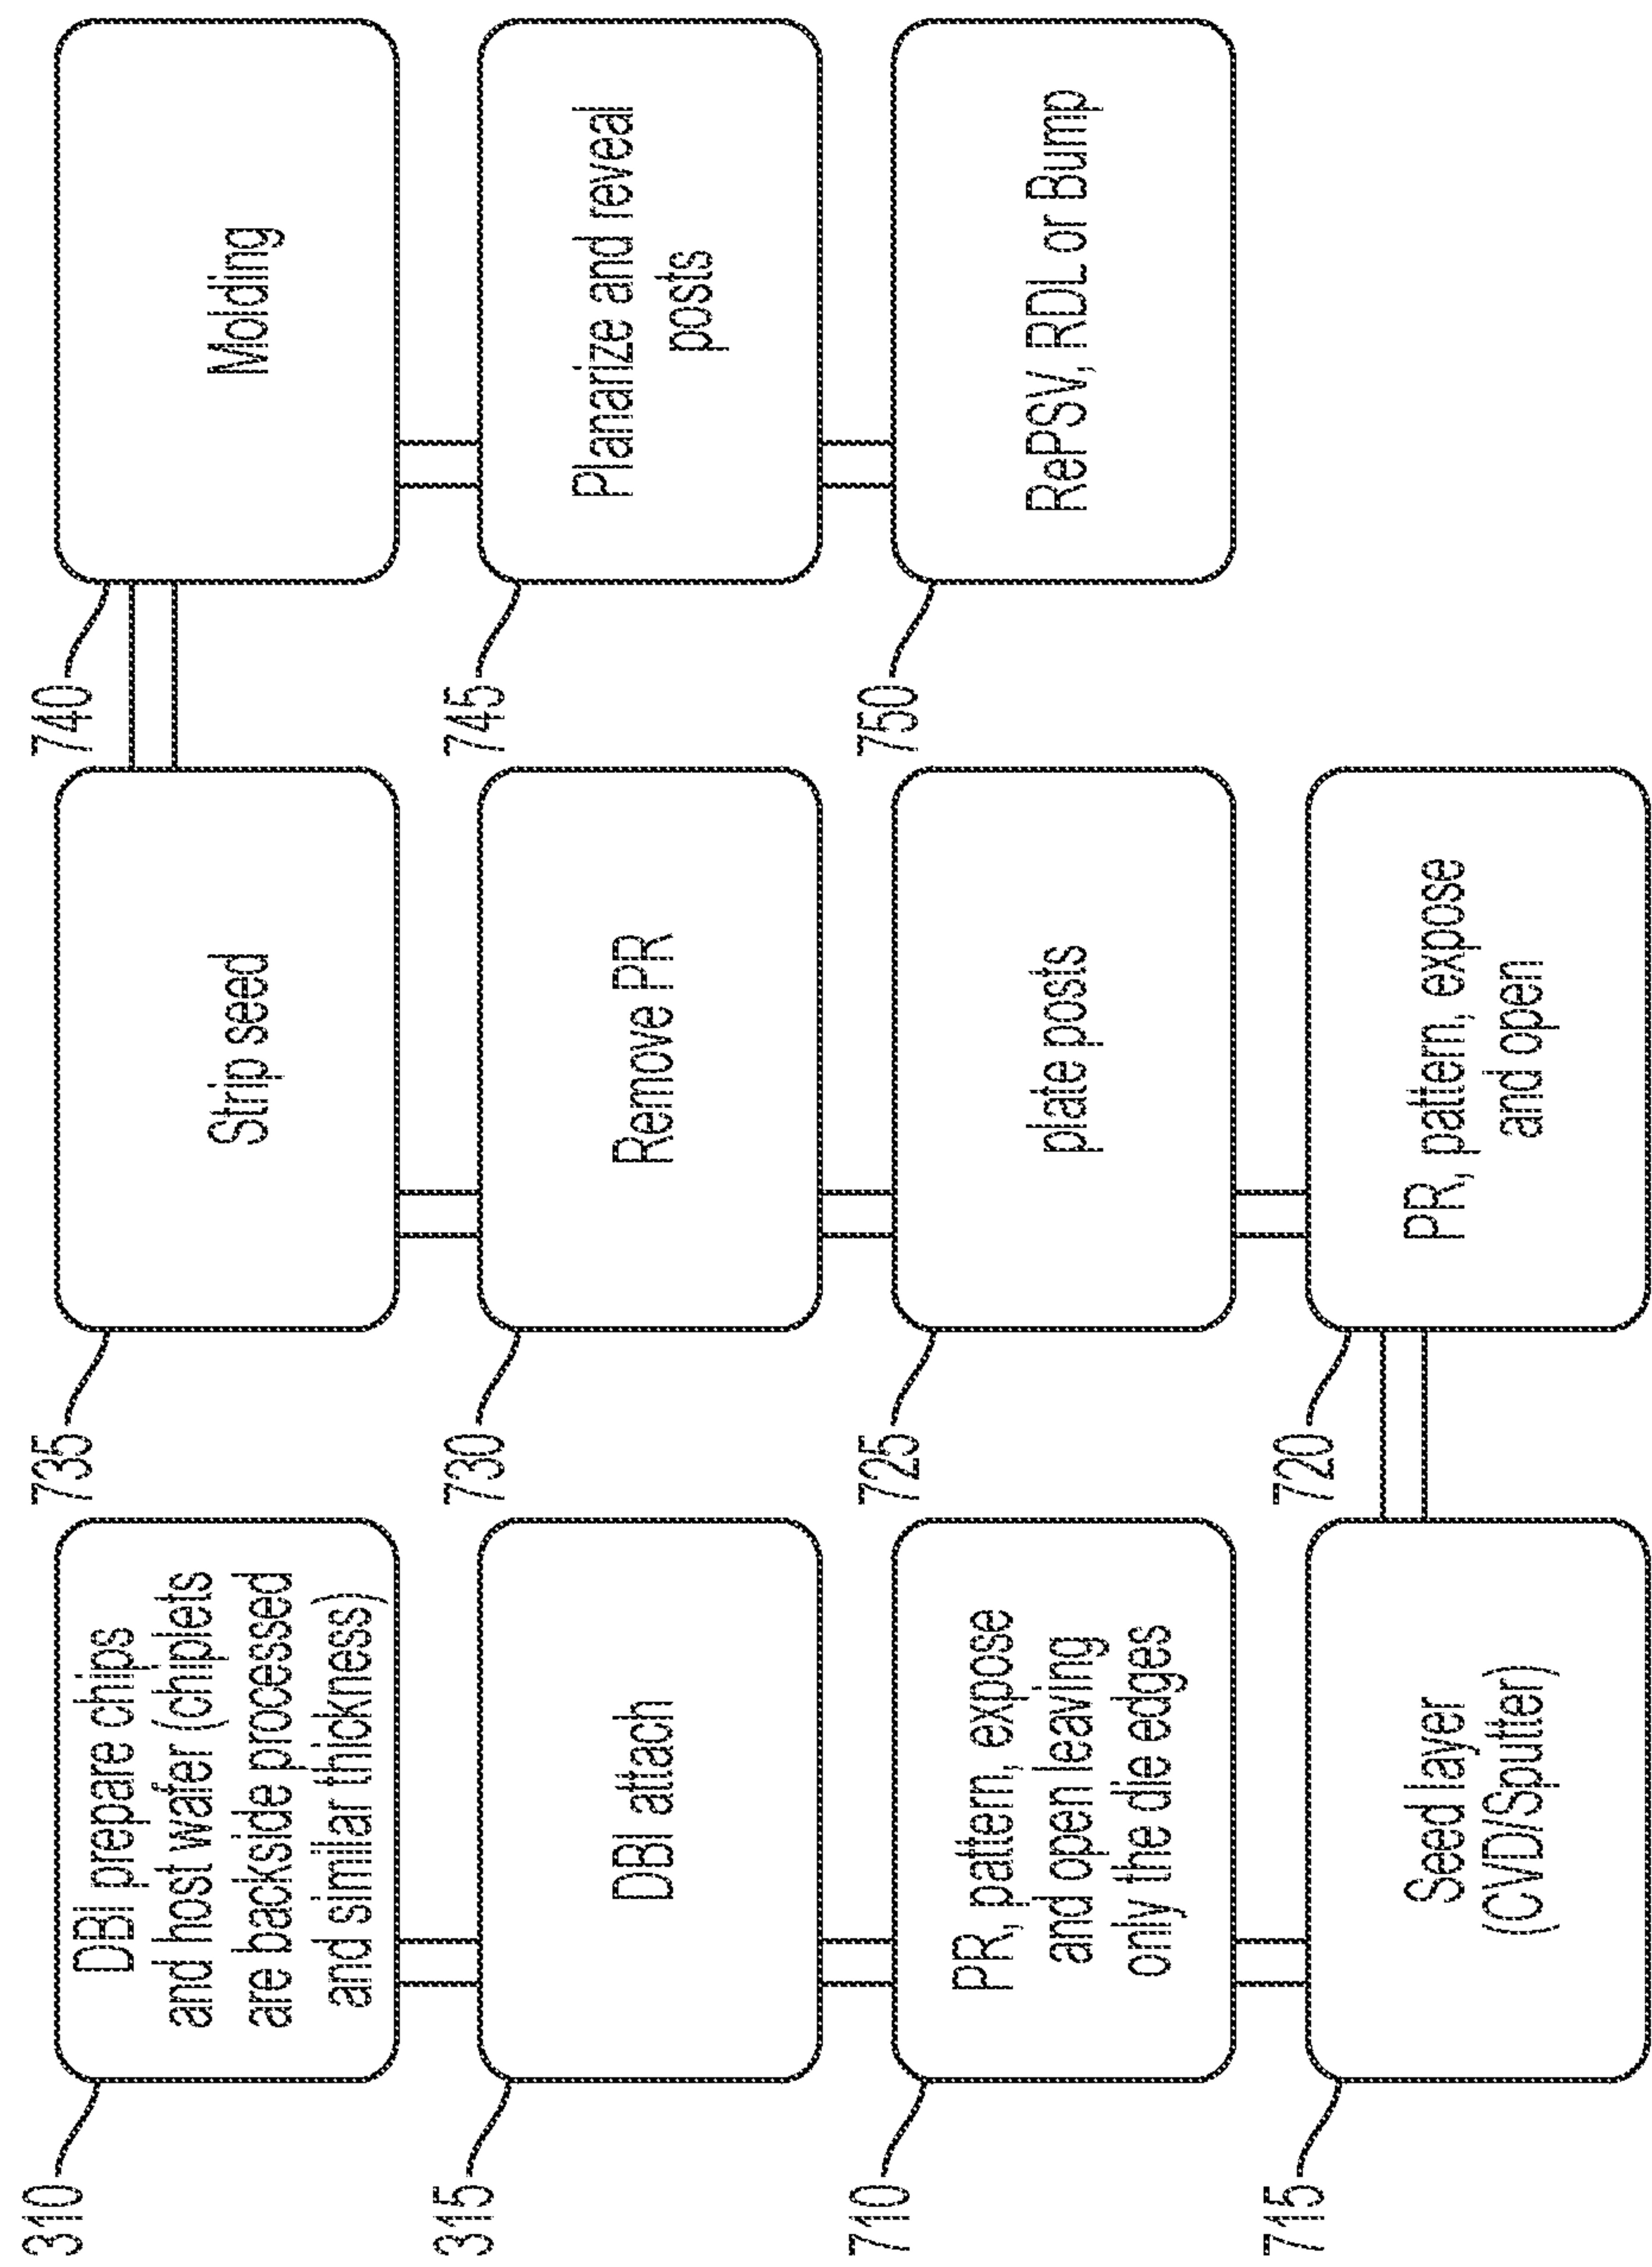 310
DBI prepare chips
and host wafer (chiplets
are backside processed
and similar thickness)
315
DBI attach
710
PR, pattern, expose
and open leaving
only the die edges
715
Seed layer
(CVD/Sputter)
720
PR, pattern, expose
and open
725
plate posts
730
Remove PR
735
Strip seed
740
Molding
745
Planarize and reveal
posts
750
RePSV, RDL or Bump